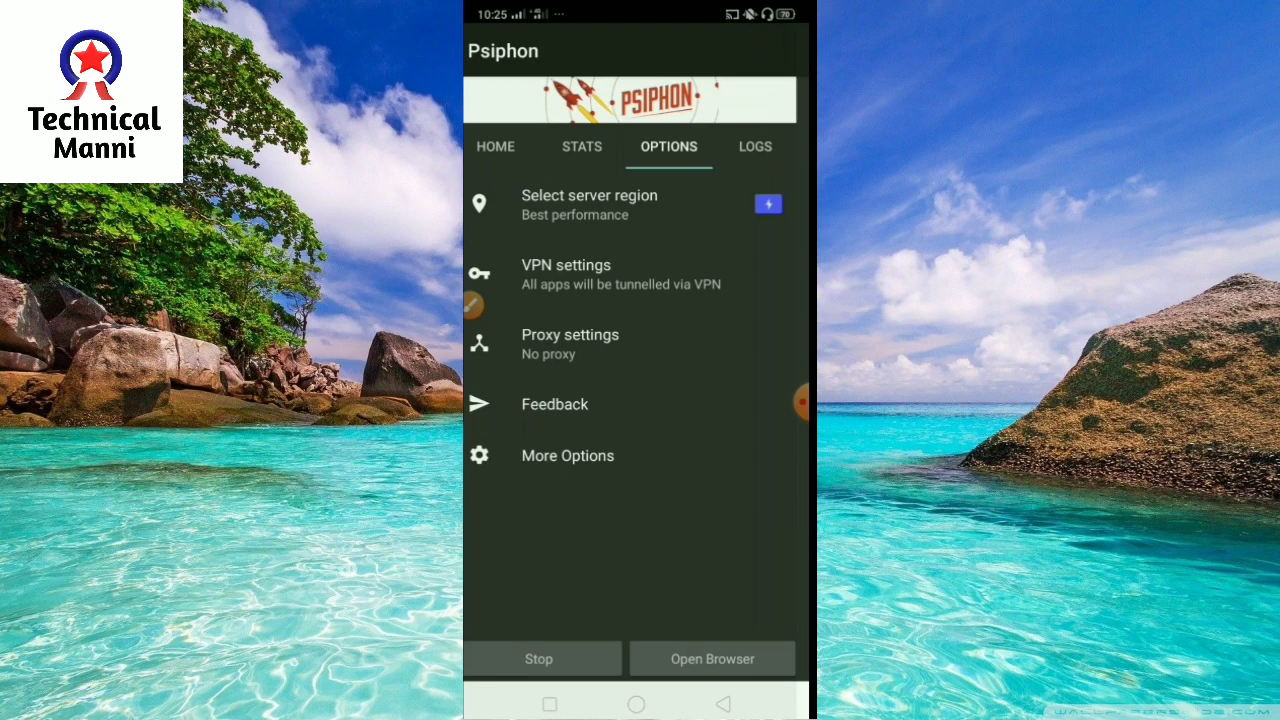 Technical
Manni
10:25
70
Psiphon
PSIPHON
HOME STATS OPTIONS LOGS
Select server region
Best performance
VPN settings
All apps will be tunnelled via VPN
Proxy settings
No proxy
Feedback
More Options
Stop Open Browser